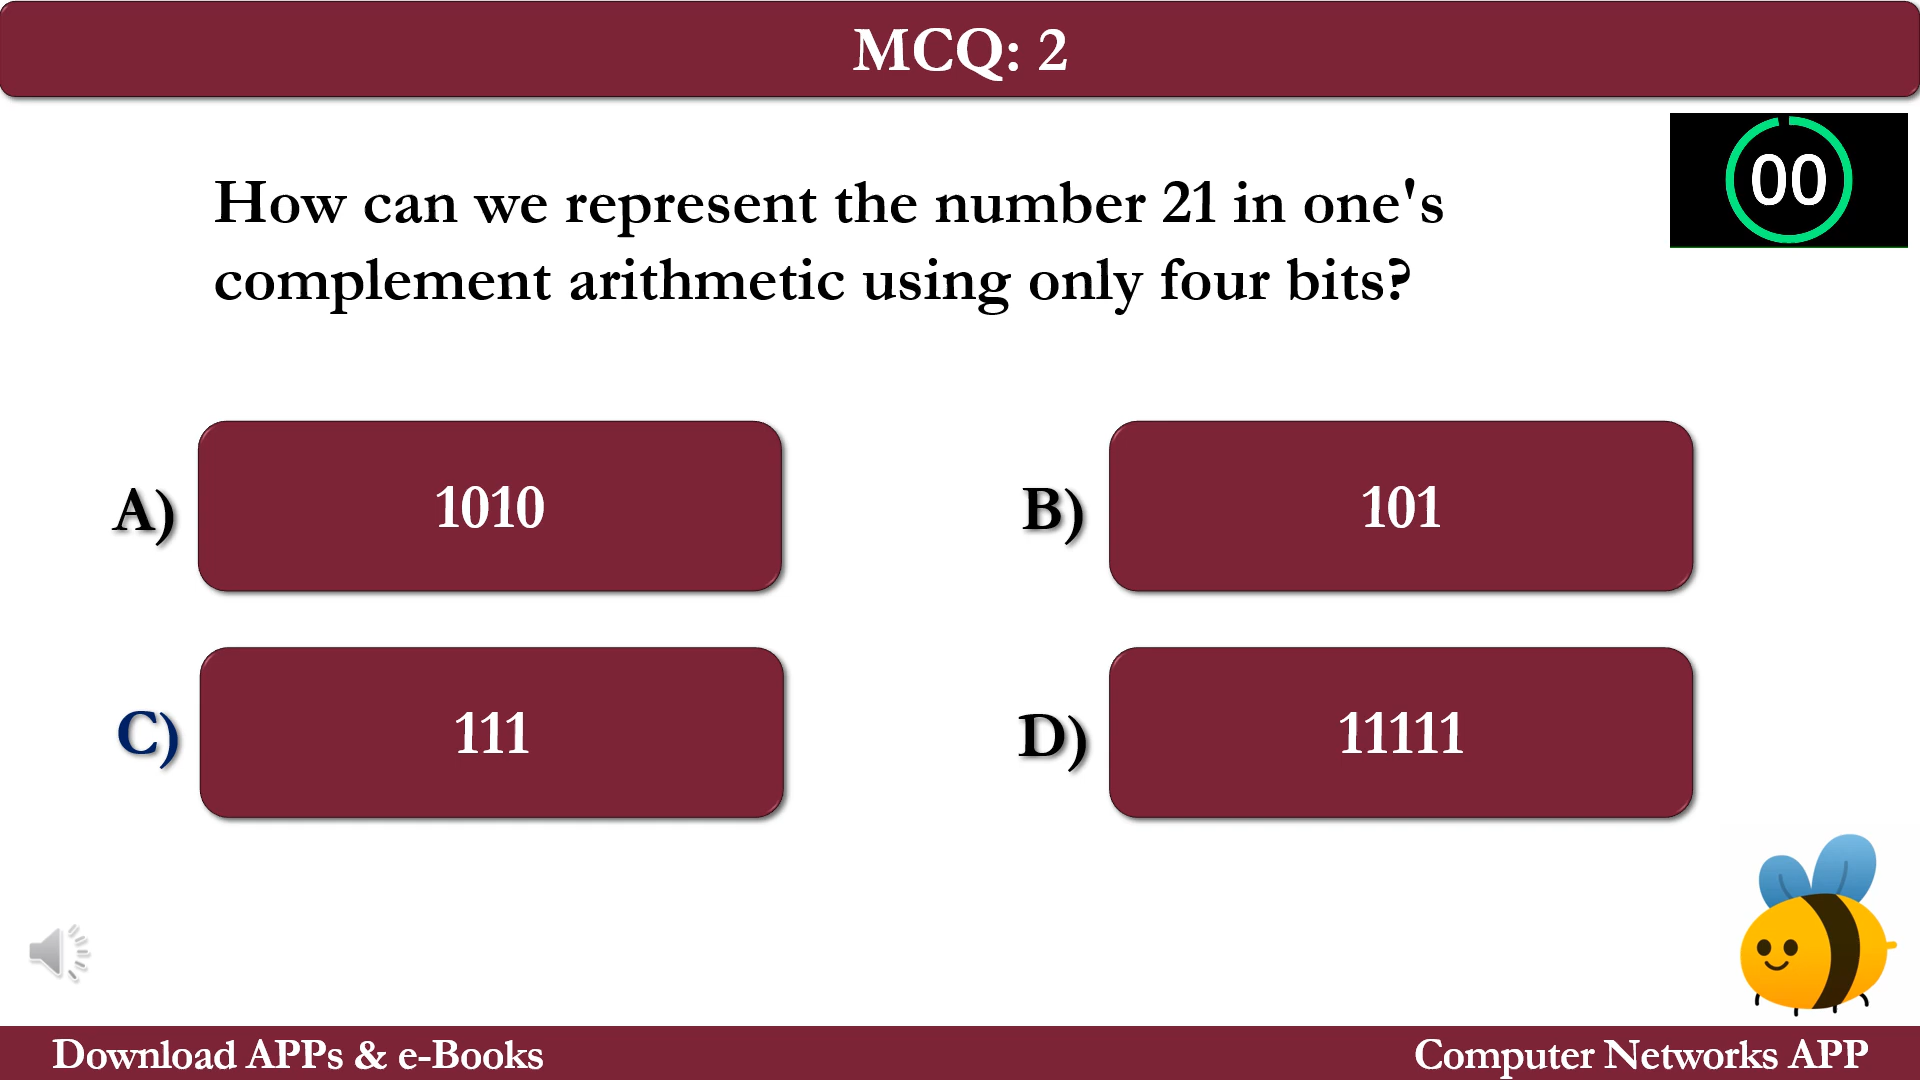 MCQ: 2
00
How can we represent the number 21 in one's
complement arithmetic using only four bits?
A) 1010
B) 101
C) 111
D) 11111
Download APPs & e-Books
Computer Networks APP